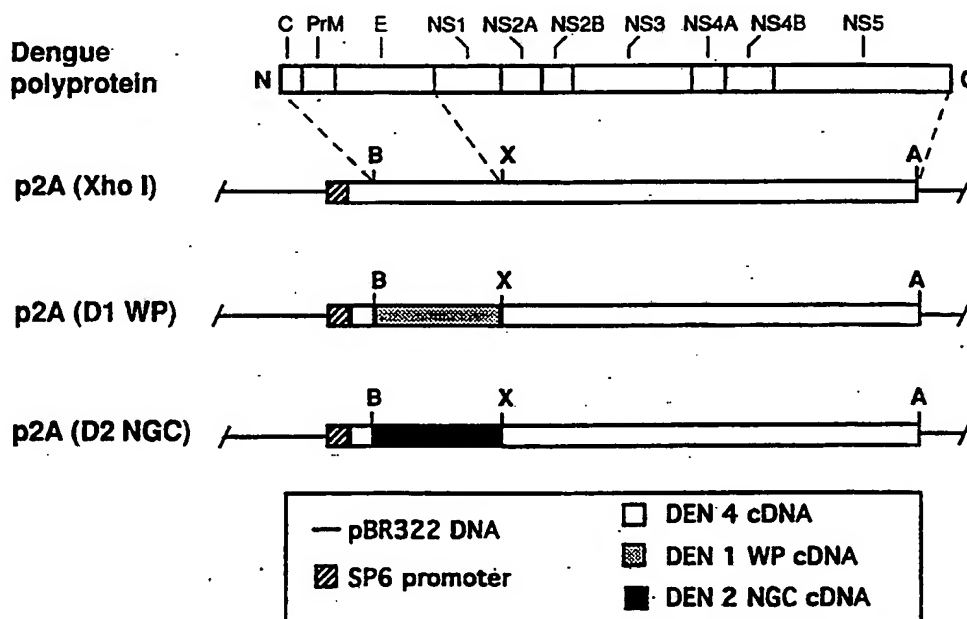 C PrM E NS1 NS2A NS2B NS3 NS4A NS4B NS5
Dengue
polyprotein
N
B X A
p2A (Xho I)
B X A
p2A (D1 WP)
B X A
p2A (D2 NGC)
pBR322 DNA
SP6 promoter
DEN 4 cDNA
DEN 1 WP cDNA
DEN 2 NGC cDNA